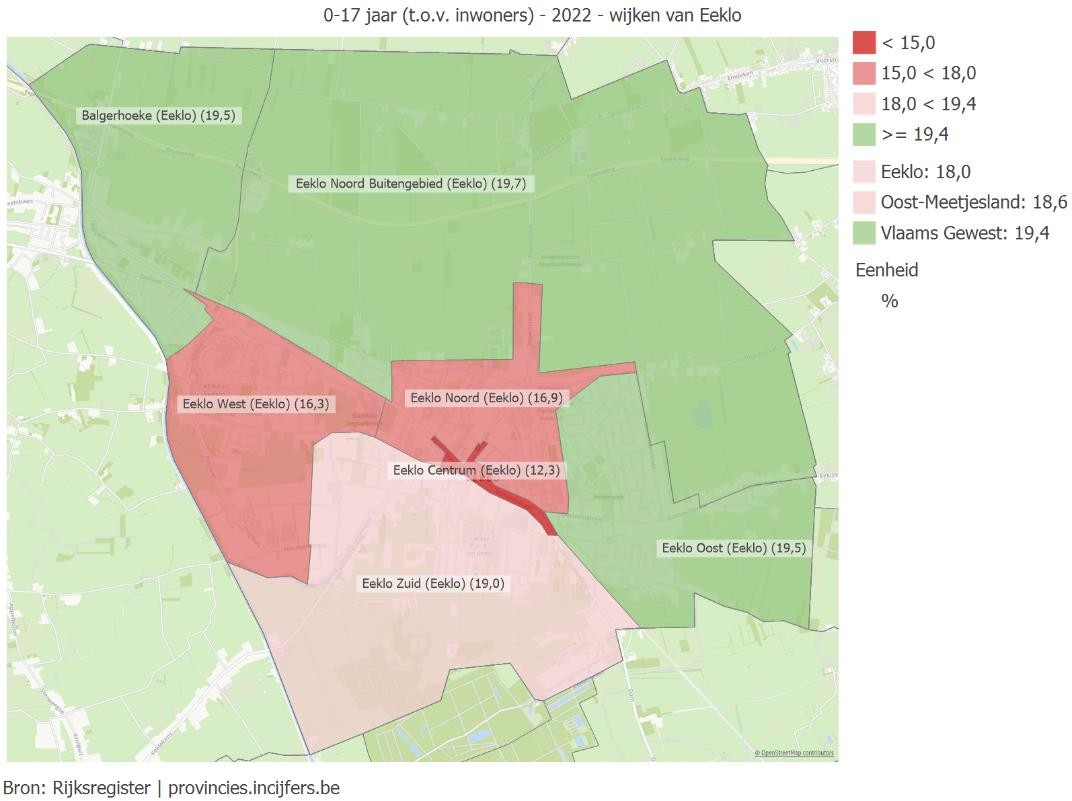 0-17 jaar (t.o.v. inwoners) - 2022 - wijken van Eeklo
< 15,0
15,0 < 18,0
18,0 < 19,4
>= 19,4
Eeklo: 18,0
Oost-Meetjesland: 18,6
Vlaams Gewest: 19,4
Eenheid
%
Balgerhoeke (Eeklo) (19,5)
Eeklo Noord Buitengebied (Eeklo) (19,7)
Eeklo West (Eeklo) (16,3)
Eeklo Noord (Eeklo) (16,9)
Eeklo Centrum (Eeklo) (12,3)
Eeklo Oost (Eeklo) (19,5)
Eeklo Zuid (Eeklo) (19,0)
© OpenStreetMap contributors
Bron: Rijksregister | provincies.incijfers.be